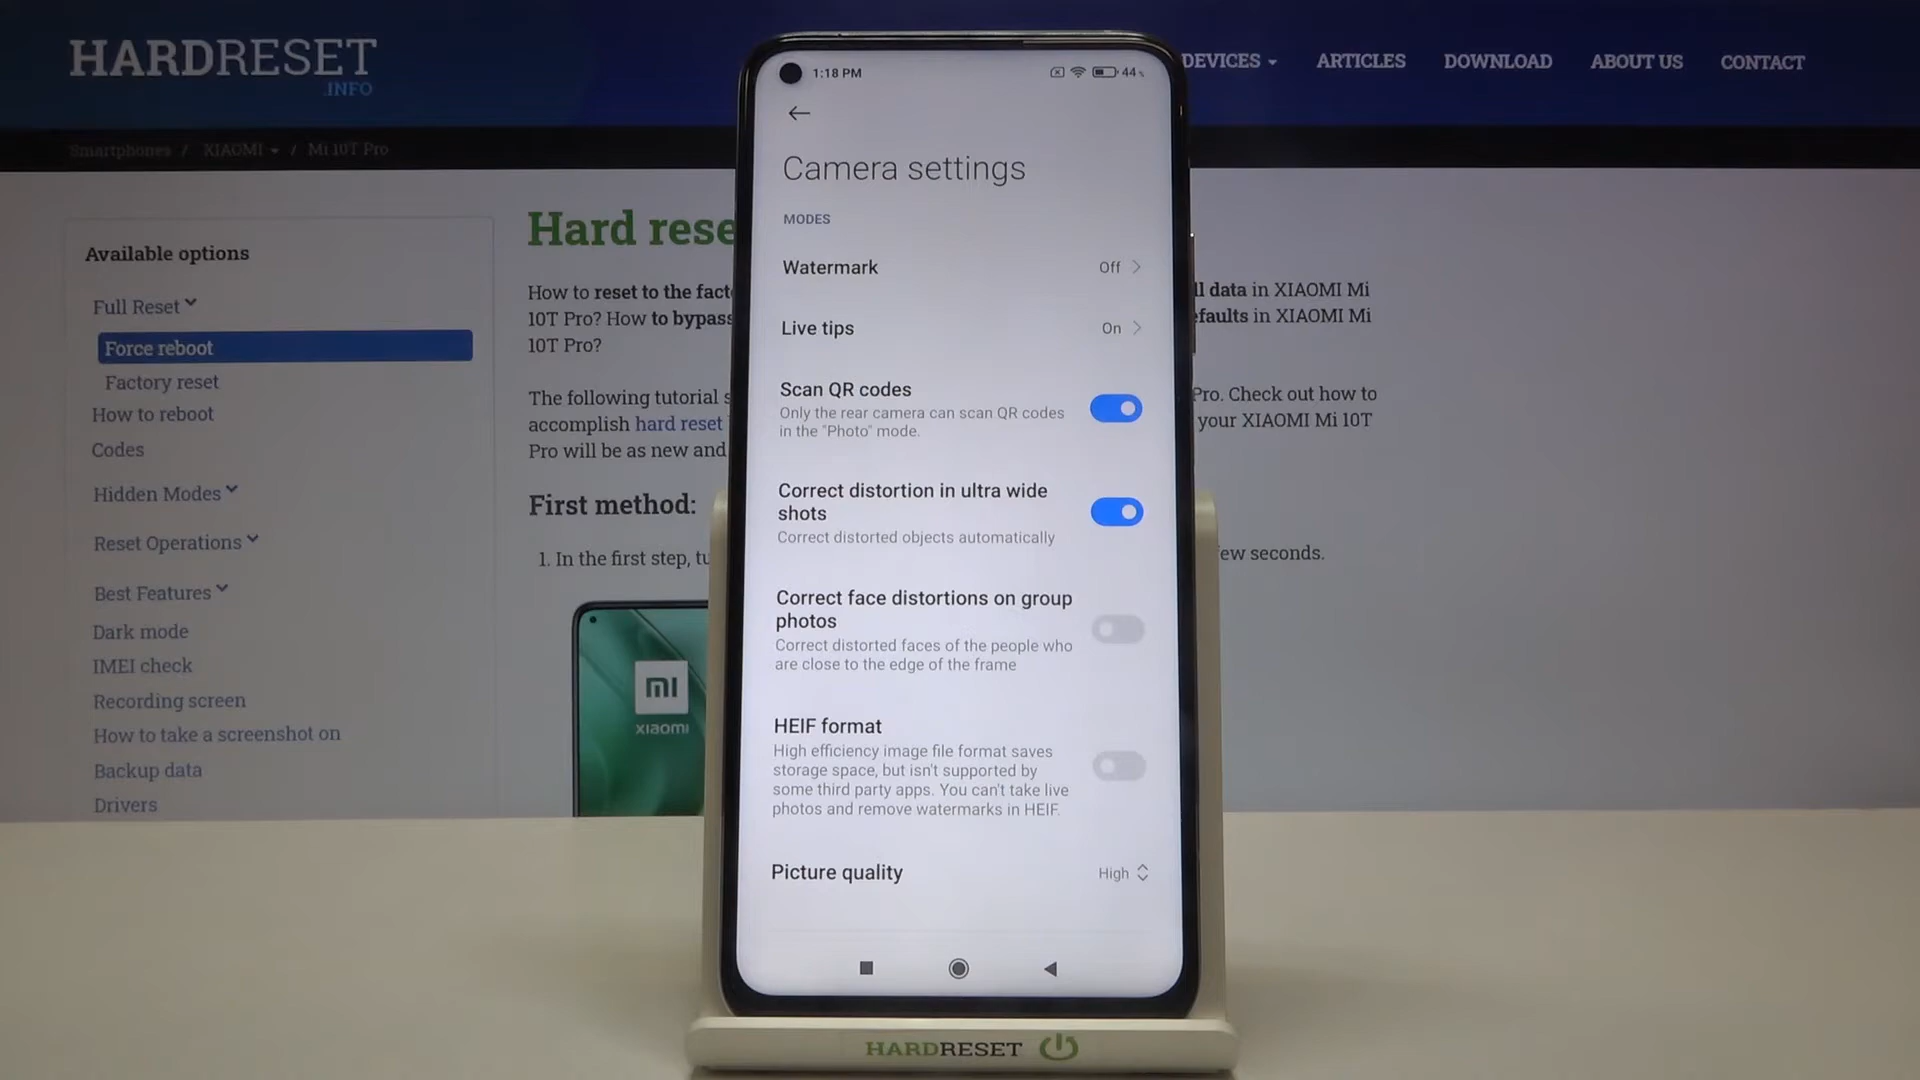 HARDRESET
.INFO
DEVICES
ARTICLES
DOWNLOAD
ABOUT US
CONTACT
Smartphones / XIAOMI / Mi 10T Pro
Available options
Full Reset
Force reboot
Factory reset
How to reboot
Codes
Hidden Modes
Reset Operations
Best Features
Dark mode
IMEI check
Recording screen
How to take a screenshot on
Backup data
Drivers
Hard rese
How to reset to the fact
10T Pro? How to bypass
10T Pro?
The following tutorial s
accomplish hard reset
Pro will be as new and
First method:
1. In the first step, tu
xiaomi
1:18 PM
44%
Camera settings
MODES
Watermark
Off
Live tips
On
Scan QR codes
Only the rear camera can scan QR codes
in the "Photo" mode.
Correct distortion in ultra wide
shots
Correct distorted objects automatically
Correct face distortions on group
photos
Correct distorted faces of the people who
are close to the edge of the frame
HEIF format
High efficiency image file format saves
storage space, but isn't supported by
some third party apps. You can't take live
photos and remove watermarks in HEIF.
Picture quality
High
ll data in XIAOMI Mi
efaults in XIAOMI Mi
Pro. Check out how to
your XIAOMI Mi 10T
ew seconds.
HARDRESET